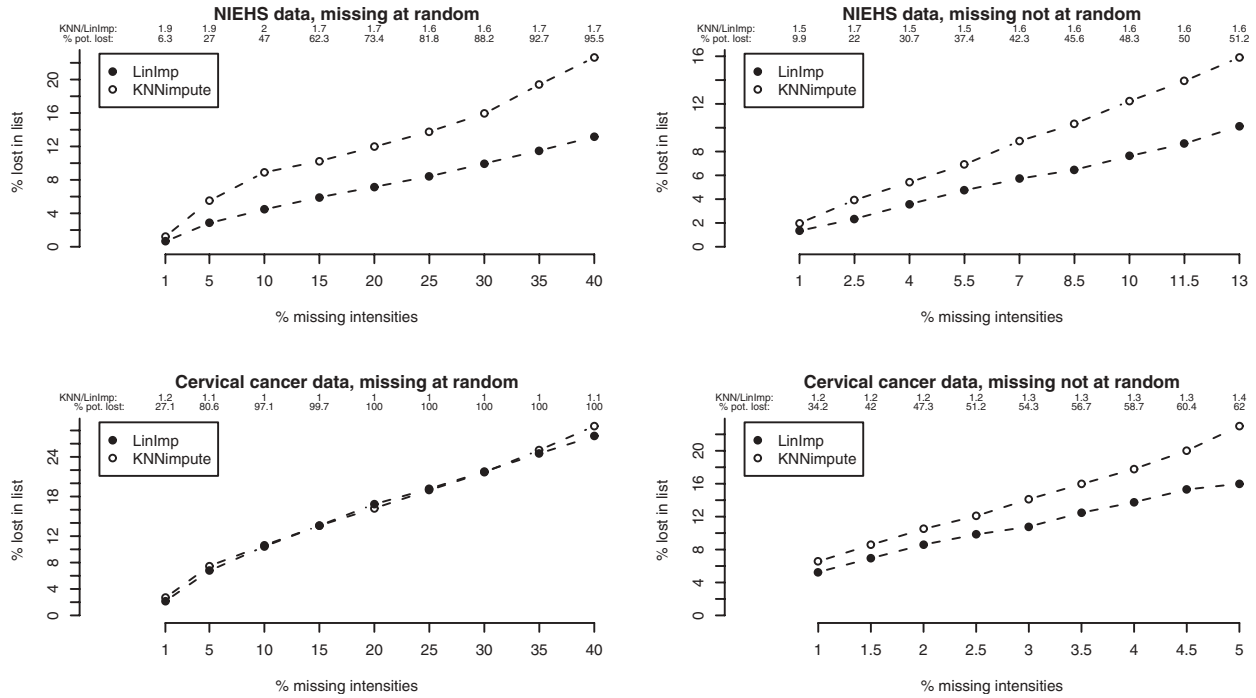 NIEHS data, missing at random
KNN/LinImp: 1.9 1.9 2 1.7 1.7 1.6 1.6 1.7 1.7
% pot. lost: 6.3 27 47 62.3 73.4 81.8 88.2 92.7 95.5
LinImp
KNNimpute
% lost in list
0 4 8 12 16 20
1 5 10 15 20 25 30 35 40
% missing intensities
NIEHS data, missing not at random
KNN/LinImp: 1.5 1.7 1.5 1.5 1.6 1.6 1.6 1.6 1.6
% pot. lost: 9.9 22 30.7 37.4 42.3 45.6 48.3 50 51.2
LinImp
KNNimpute
% lost in list
0 2 4 6 8 12 16
1 2.5 4 5.5 7 8.5 10 11.5 13
% missing intensities
Cervical cancer data, missing at random
KNN/LinImp: 1.2 1.1 1 1 1 1 1 1 1.1
% pot. lost: 27.1 80.6 97.1 99.7 100 100 100 100 100
LinImp
KNNimpute
% lost in list
0 4 8 12 18 24
1 5 10 15 20 25 30 35 40
% missing intensities
Cervical cancer data, missing not at random
KNN/LinImp: 1.2 1.2 1.2 1.2 1.3 1.3 1.3 1.3 1.4
% pot. lost: 34.2 42 47.3 51.2 54.3 56.7 58.7 60.4 62
LinImp
KNNimpute
% lost in list
0 4 8 12 16 20
1 1.5 2 2.5 3 3.5 4 4.5 5
% missing intensities